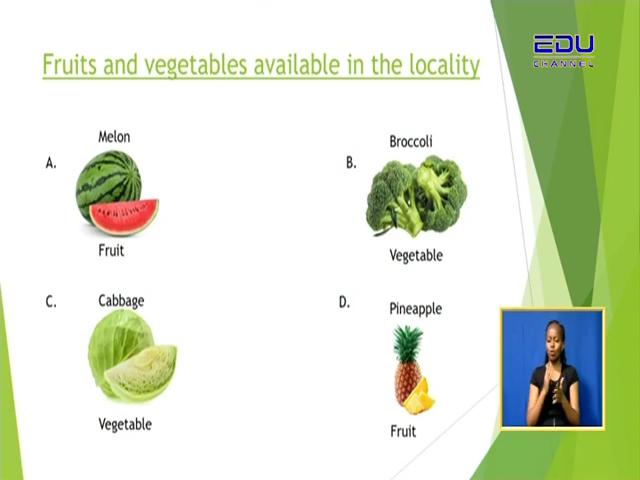 EDU
CHANNEL
Fruits and vegetables available in the locality
A.
Melon
Fruit
B.
Broccoli
Vegetable
C.
Cabbage
Vegetable
D.
Pineapple
Fruit